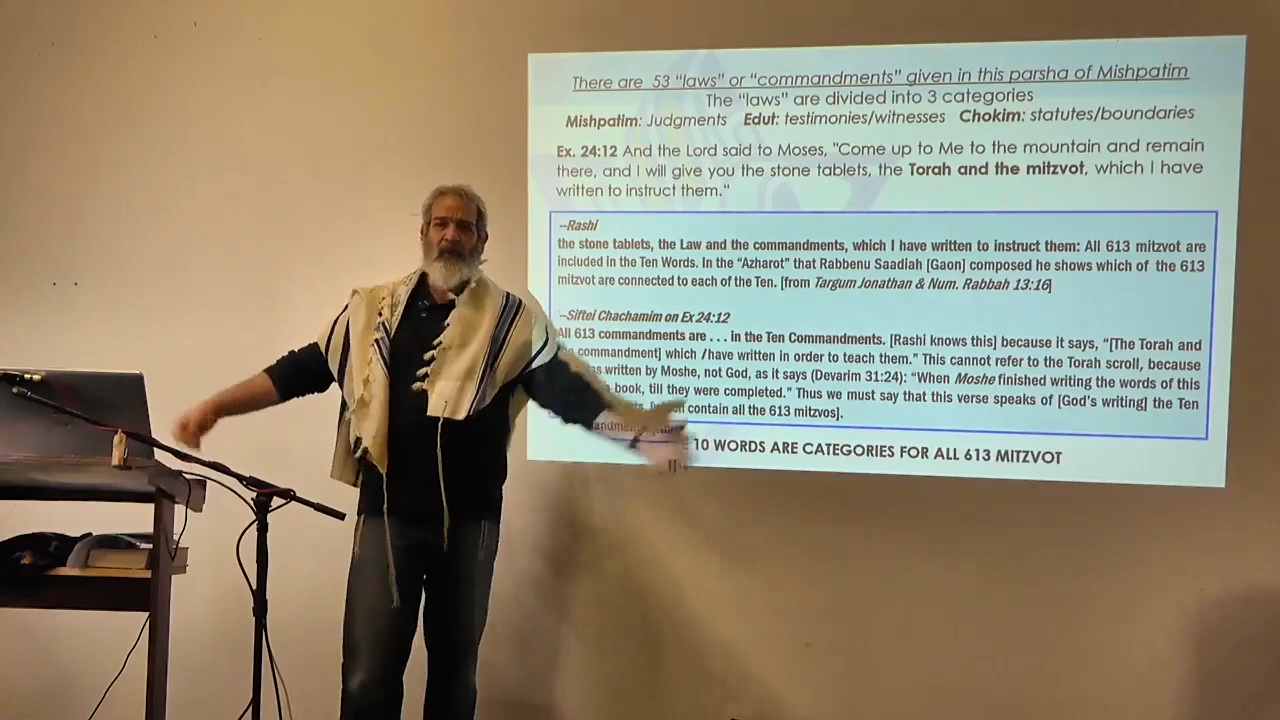 There are 53 “laws” or “commandments” given in this parsha of Mishpatim
The “laws” are divided into 3 categories
Mishpatim: Judgments Edut: testimonies/witnesses Chokim: statutes/boundaries
Ex. 24:12 And the Lord said to Moses, "Come up to Me to the mountain and remain
there, and I will give you the stone tablets, the Torah and the mitzvot, which I have
written to instruct them."
--Rashi
the stone tablets, the Law and the commandments, which I have written to instruct them: All 613 mitzvot are
included in the Ten Words. In the “Azharot” that Rabbenu Saadiah [Gaon] composed he shows which of the 613
mitzvot are connected to each of the Ten. [from Targum Jonathan & Num. Rabbah 13:16]
--Siftei Chachamim on Ex 24:12
All 613 commandments are . . . in the Ten Commandments. [Rashi knows this] because it says, “[The Torah and
commandment] which I have written in order to teach them.” This cannot refer to the Torah scroll, because
written by Moshe, not God, as it says (Devarim 31:24): “When Moshe finished writing the words of this
book, till they were completed.” Thus we must say that this verse speaks of [God’s writing] the Ten
contain all the 613 mitzvos].
10 WORDS ARE CATEGORIES FOR ALL 613 MITZVOT